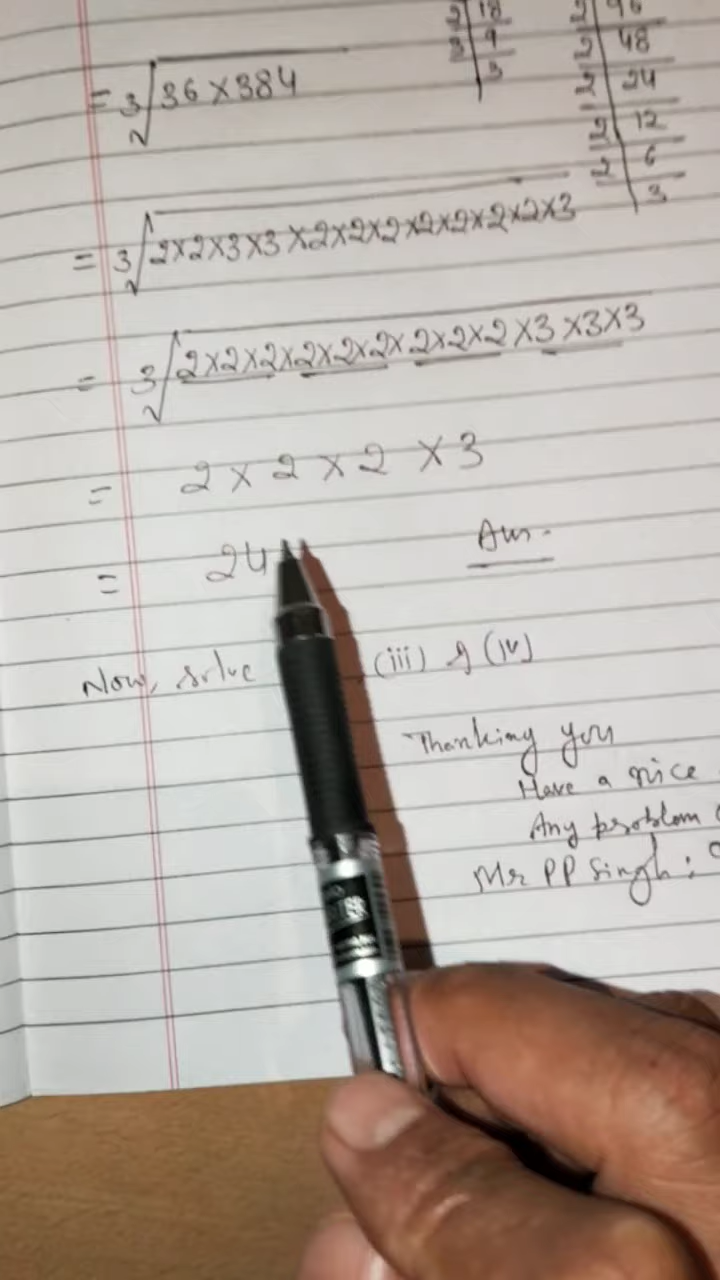 = ∛36×384
2 18
3 9
3
2 96
2 48
2 24
2 12
2 6
3
= ∛2×2×3×3×2×2×2×2×2×2×2×3
= ∛2×2×2×2×2×2×2×2×2×3×3×3
= 2×2×2×3
= 24 Ans.
Now, solve (iii) & (iv)
Thanking you
Have a nice
Any problem
Mr PP Singh: